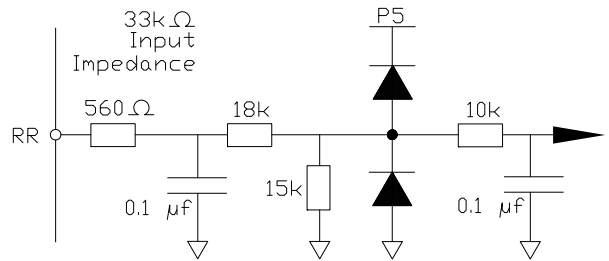 33kΩ
Input
Impedance
P5
560Ω
18k
10k
RR
15k
0.1 μf
0.1 μf